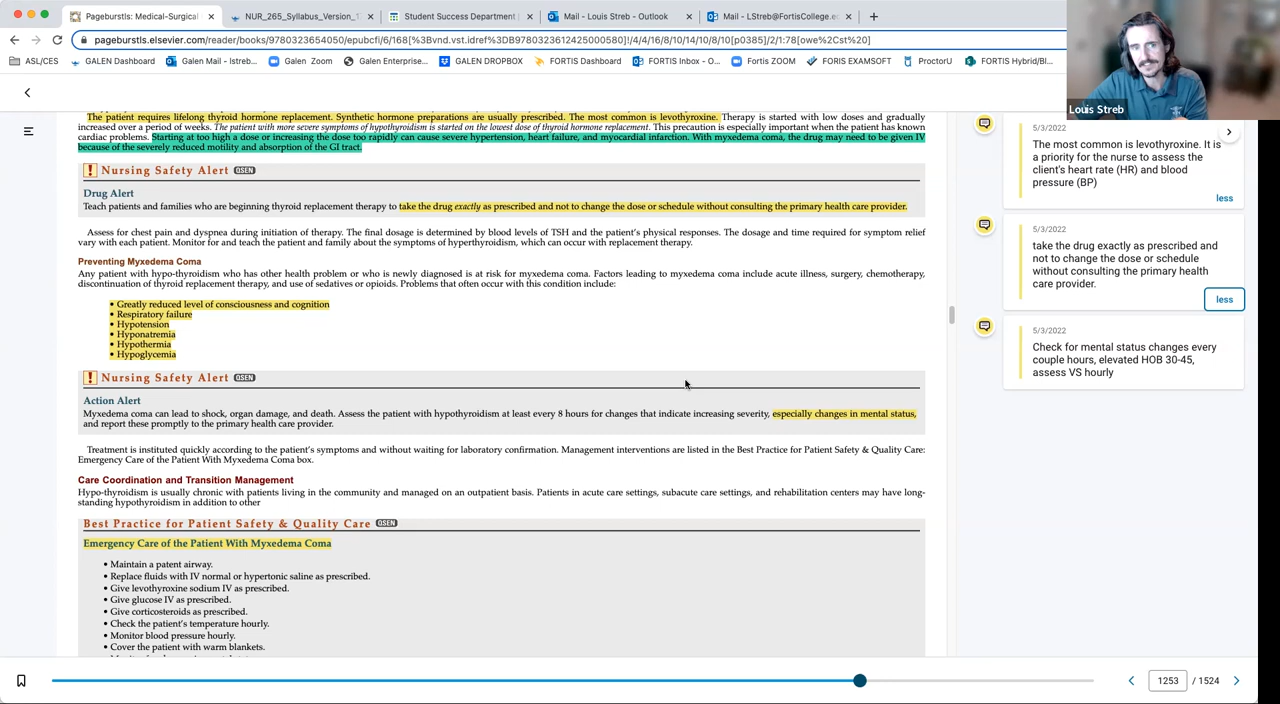 Pageburstls: Medical-Surgical
NUR_265_Syllabus_Version_1
Student Success Department
Mail - Louis Streb - Outlook
Mail - LStreb@FortisCollege.e
pageburstls.elsevier.com/reader/books/9780323654050/epubcfi/6/168[%3Bvnd.vst.idref%3DB9780323612425000580]!/4/4/16/8/10/14/10/8/10[p0385]/2/1:78[owe%2Cst%20]
ASL/CES GALEN Dashboard Galen Mail - lstreb... Galen Zoom Galen Enterprise... GALEN DROPBOX FORTIS Dashboard FORTIS Inbox - O... Fortis ZOOM FORIS EXAMSOFT ProctorU FORTIS Hybrid/Bl...
Louis Streb
The patient requires lifelong thyroid hormone replacement. Synthetic hormone preparations are usually prescribed. The most common is levothyroxine. Therapy is started with low doses and gradually
increased over a period of weeks. The patient with more severe symptoms of hypothyroidism is started on the lowest dose of thyroid hormone replacement. This precaution is especially important when the patient has known
cardiac problems. Starting at too high a dose or increasing the dose too rapidly can cause severe hypertension, heart failure, and myocardial infarction. With myxedema coma, the drug may need to be given IV
because of the severely reduced motility and absorption of the GI tract.
! Nursing Safety Alert QSEN
Drug Alert
Teach patients and families who are beginning thyroid replacement therapy to take the drug exactly as prescribed and not to change the dose or schedule without consulting the primary health care provider.
Assess for chest pain and dyspnea during initiation of therapy. The final dosage is determined by blood levels of TSH and the patient's physical responses. The dosage and time required for symptom relief
vary with each patient. Monitor for and teach the patient and family about the symptoms of hyperthyroidism, which can occur with replacement therapy.
Preventing Myxedema Coma
Any patient with hypo-thyroidism who has other health problem or who is newly diagnosed is at risk for myxedema coma. Factors leading to myxedema coma include acute illness, surgery, chemotherapy,
discontinuation of thyroid replacement therapy, and use of sedatives or opioids. Problems that often occur with this condition include:
• Greatly reduced level of consciousness and cognition
• Respiratory failure
• Hypotension
• Hyponatremia
• Hypothermia
• Hypoglycemia
! Nursing Safety Alert QSEN
Action Alert
Myxedema coma can lead to shock, organ damage, and death. Assess the patient with hypothyroidism at least every 8 hours for changes that indicate increasing severity, especially changes in mental status,
and report these promptly to the primary health care provider.
Treatment is instituted quickly according to the patient's symptoms and without waiting for laboratory confirmation. Management interventions are listed in the Best Practice for Patient Safety & Quality Care:
Emergency Care of the Patient With Myxedema Coma box.
Care Coordination and Transition Management
Hypo-thyroidism is usually chronic with patients living in the community and managed on an outpatient basis. Patients in acute care settings, subacute care settings, and rehabilitation centers may have long-
standing hypothyroidism in addition to other
Best Practice for Patient Safety & Quality Care QSEN
Emergency Care of the Patient With Myxedema Coma
• Maintain a patent airway.
• Replace fluids with IV normal or hypertonic saline as prescribed.
• Give levothyroxine sodium IV as prescribed.
• Give glucose IV as prescribed.
• Give corticosteroids as prescribed.
• Check the patient's temperature hourly.
• Monitor blood pressure hourly.
• Cover the patient with warm blankets.
5/3/2022
The most common is levothyroxine. It is
a priority for the nurse to assess the
client's heart rate (HR) and blood
pressure (BP)
less
5/3/2022
take the drug exactly as prescribed and
not to change the dose or schedule
without consulting the primary health
care provider.
less
5/3/2022
Check for mental status changes every
couple hours, elevated HOB 30-45,
assess VS hourly
1253 / 1524